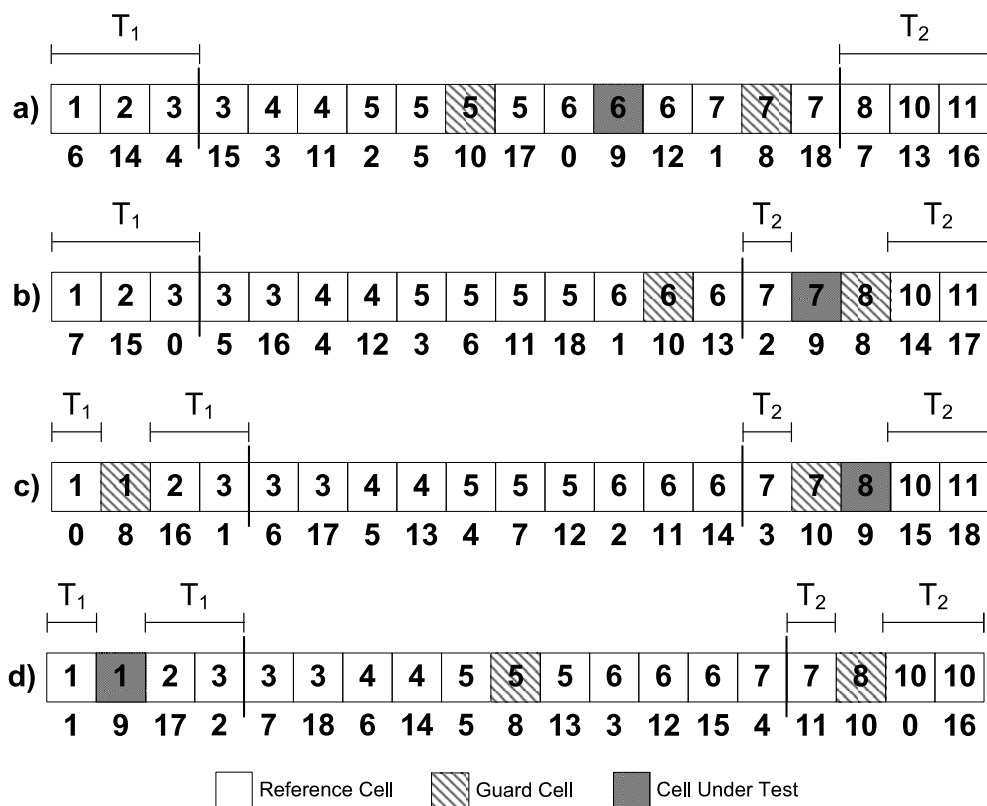 T1 T2
a) 1 2 3 3 4 4 5 5 5 5 6 6 6 7 7 7 8 10 11
6 14 4 15 3 11 2 5 10 17 0 9 12 1 8 18 7 13 16
T1 T2 T2
b) 1 2 3 3 3 4 4 5 5 5 5 6 6 6 7 7 8 10 11
7 15 0 5 16 4 12 3 6 11 18 1 10 13 2 9 8 14 17
T1 T1 T2 T2
c) 1 1 2 3 3 3 4 4 5 5 5 6 6 6 7 7 8 10 11
0 8 16 1 6 17 5 13 4 7 12 2 11 14 3 10 9 15 18
T1 T1 T2 T2
d) 1 1 2 3 3 3 4 4 5 5 5 6 6 6 7 7 8 10 10
1 9 17 2 7 18 6 14 5 8 13 3 12 15 4 11 10 0 16
Reference Cell Guard Cell Cell Under Test